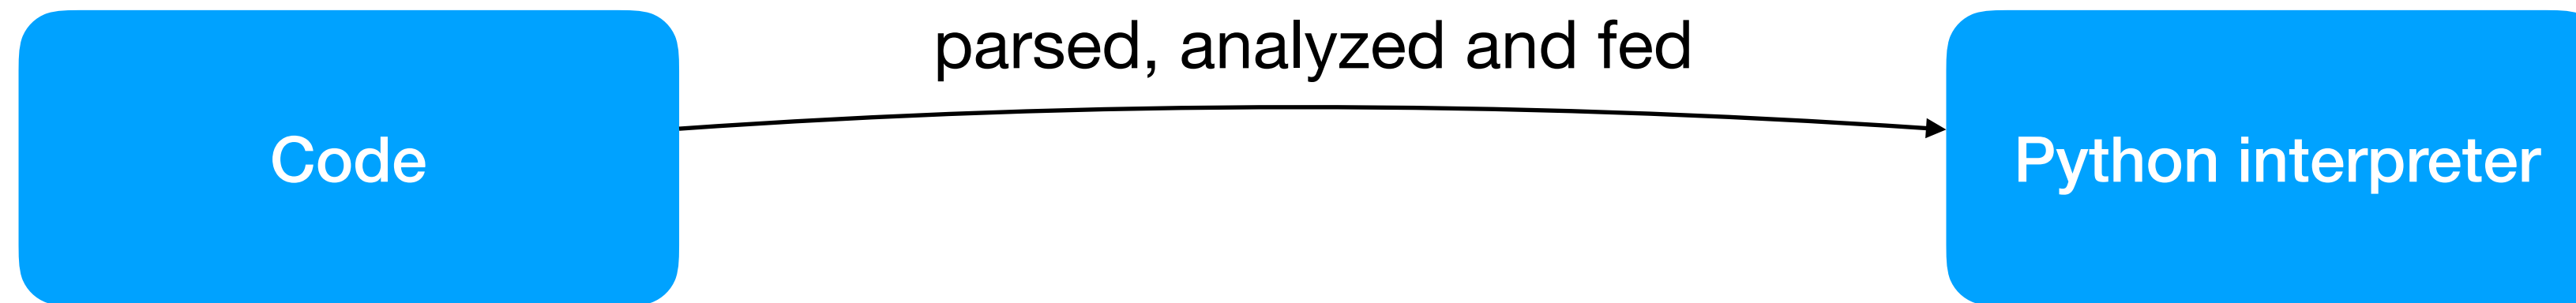 parsed, analyzed and fed
Code
Python interpreter